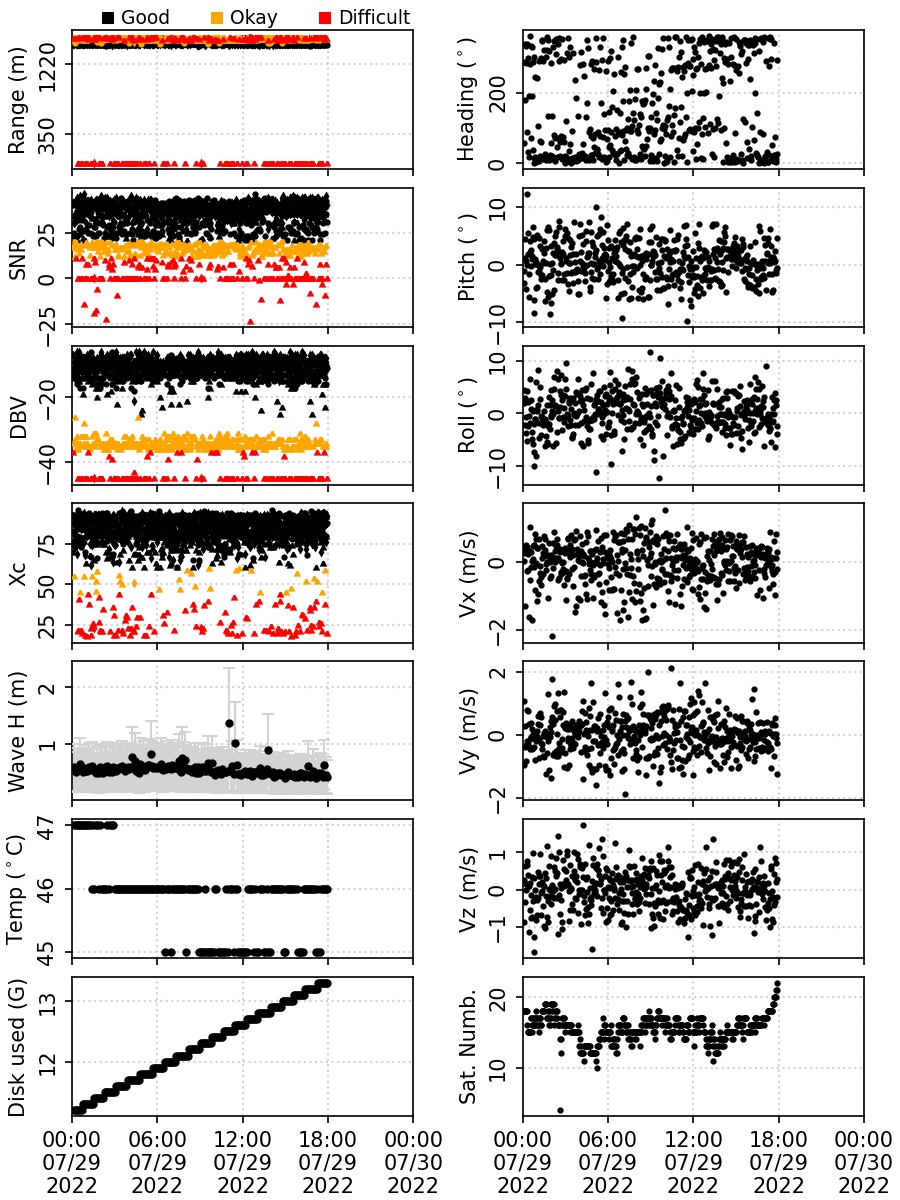 Good Okay Difficult
Range (m)
1220
350
Heading (°)
200
0
SNR
25
0
−25
Pitch (°)
10
0
−10
DBV
−20
−40
Roll (°)
10
0
−10
Xc
75
50
25
Vx (m/s)
0
−2
Wave H (m)
2
1
Vy (m/s)
2
0
−2
Temp (°C)
47
46
45
Vz (m/s)
1
0
−1
Disk used (G)
13
12
Sat. Numb.
20
10
00:00 06:00 12:00 18:00 00:00 00:00 06:00 12:00 18:00 00:00
07/29 07/29 07/29 07/29 07/30 07/29 07/29 07/29 07/29 07/30
2022 2022 2022 2022 2022 2022 2022 2022 2022 2022